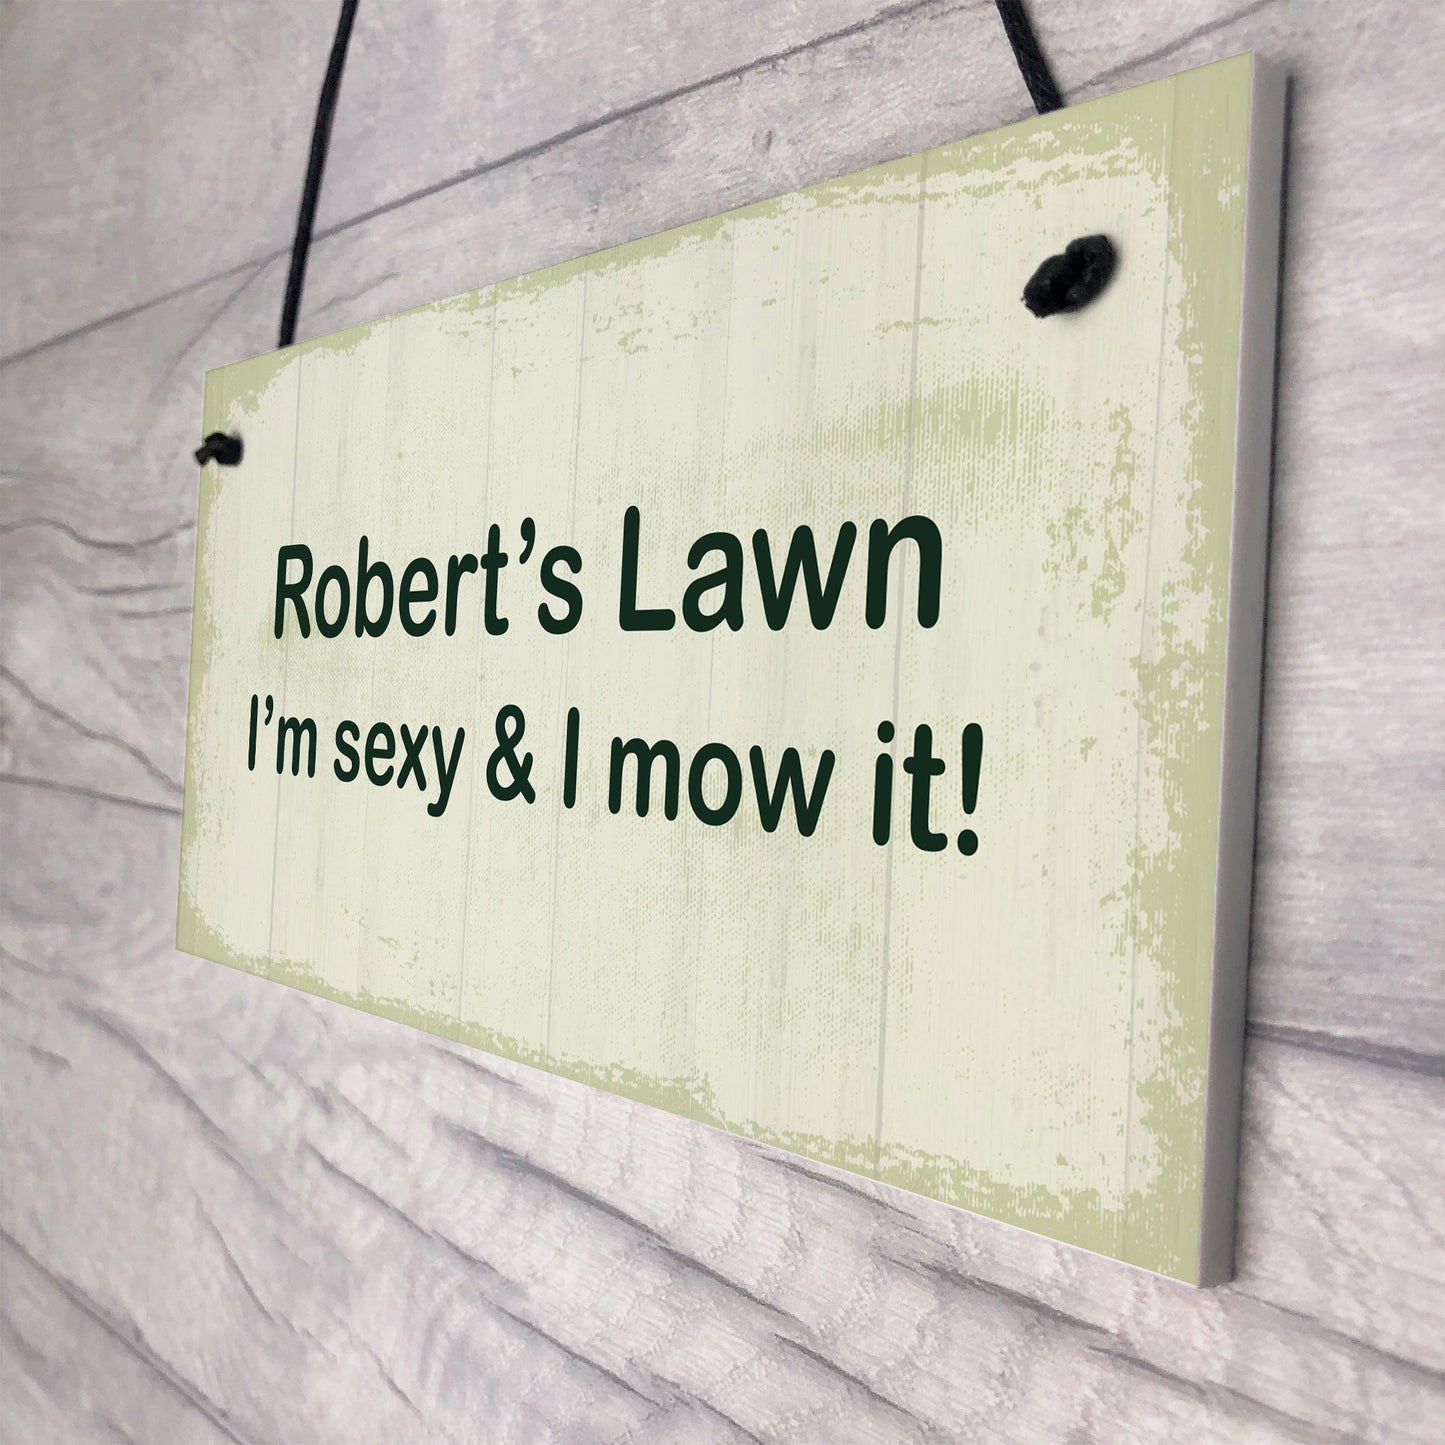 Robert’s Lawn
I’m sexy & I mow it!